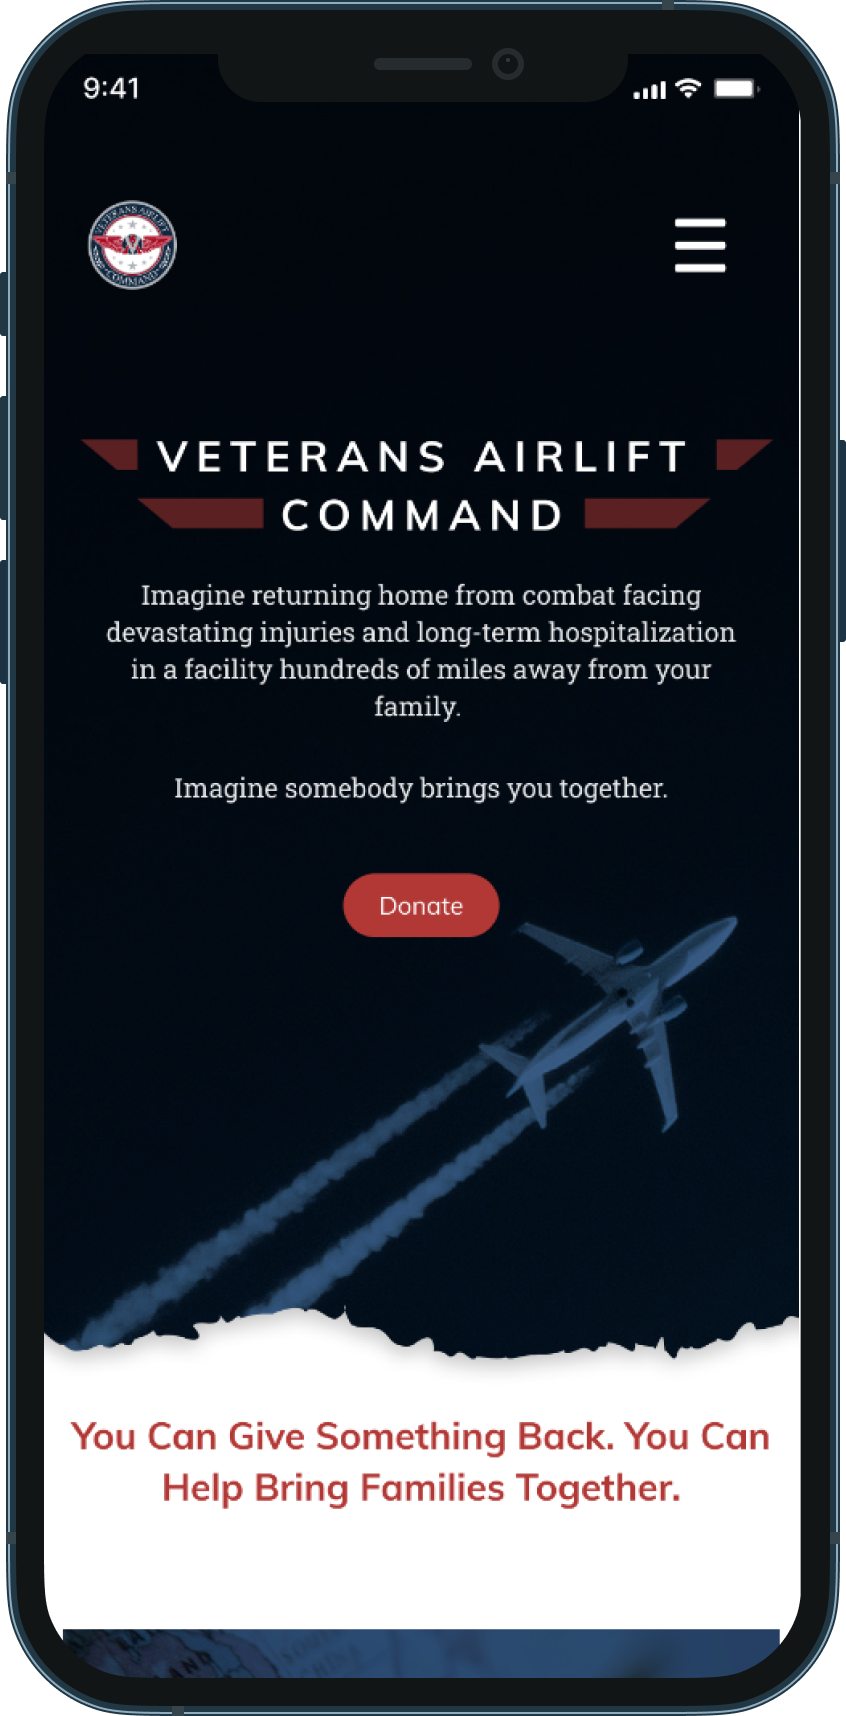 9:41
VETERANS AIRLIFT
COMMAND
VETERANS AIRLIFT
COMMAND
Imagine returning home from combat facing
devastating injuries and long-term hospitalization
in a facility hundreds of miles away from your
family.
Imagine somebody brings you together.
Donate
You Can Give Something Back. You Can
Help Bring Families Together.